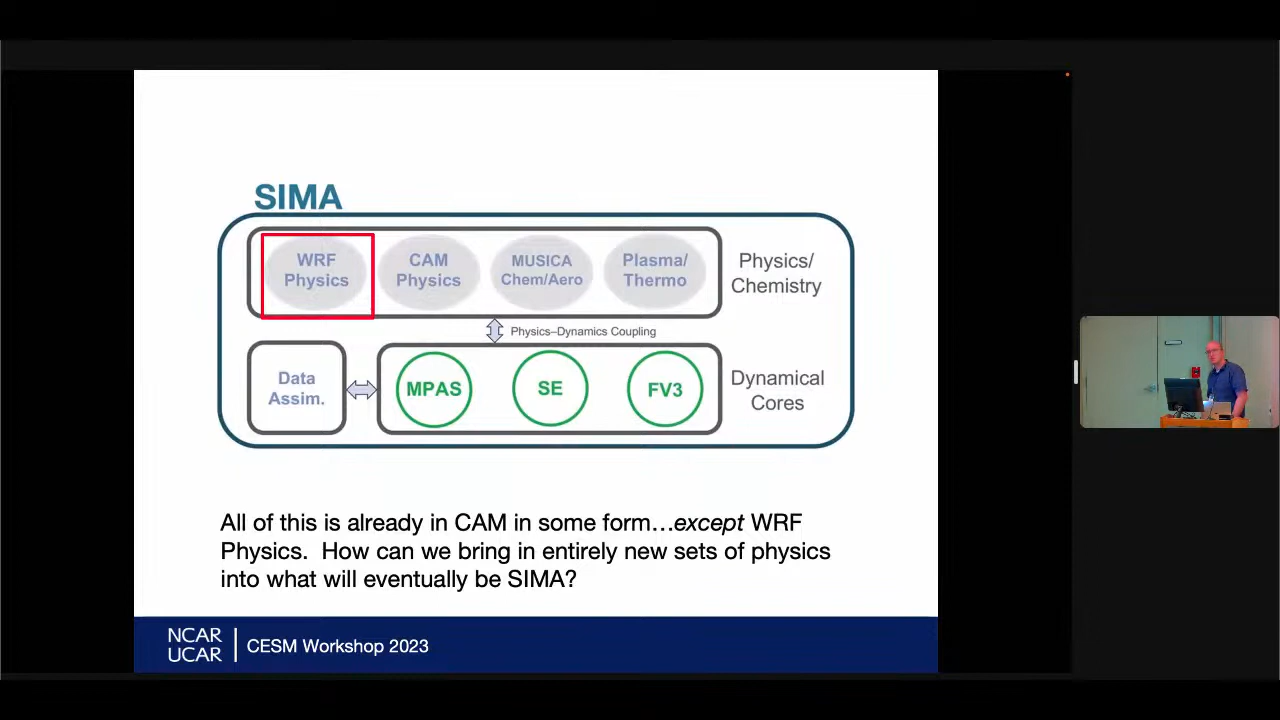 SIMA
WRF
Physics
CAM
Physics
MUSICA
Chem/Aero
Plasma/
Thermo
Physics/
Chemistry
Physics–Dynamics Coupling
Data
Assim.
MPAS
SE
FV3
Dynamical
Cores
All of this is already in CAM in some form…except WRF
Physics. How can we bring in entirely new sets of physics
into what will eventually be SIMA?
NCAR
UCAR
CESM Workshop 2023